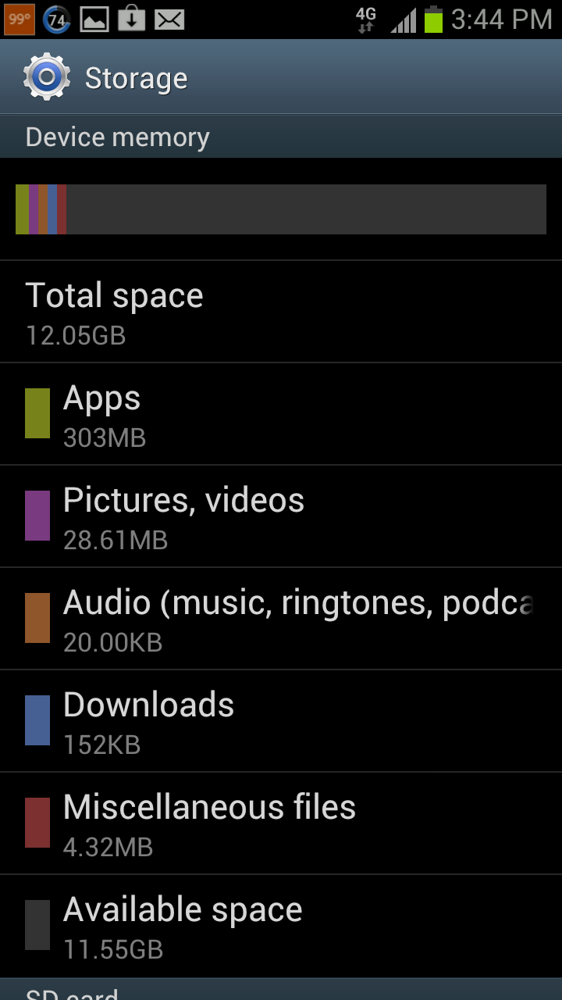 99° 74 4G 3:44 PM
Storage
Device memory
Total space
12.05GB
Apps
303MB
Pictures, videos
28.61MB
Audio (music, ringtones, podca
20.00KB
Downloads
152KB
Miscellaneous files
4.32MB
Available space
11.55GB
SD card